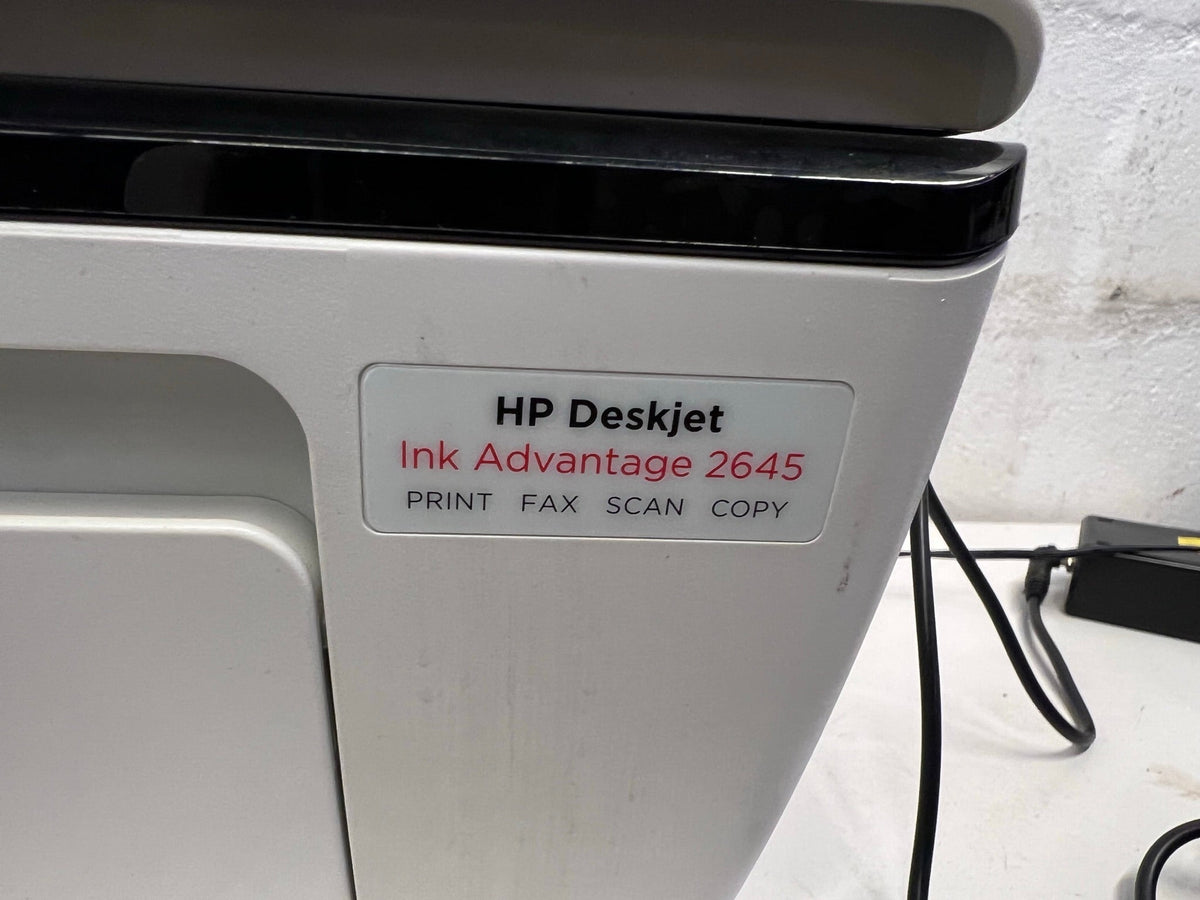 HP Deskjet
Ink Advantage 2645
PRINT FAX SCAN COPY